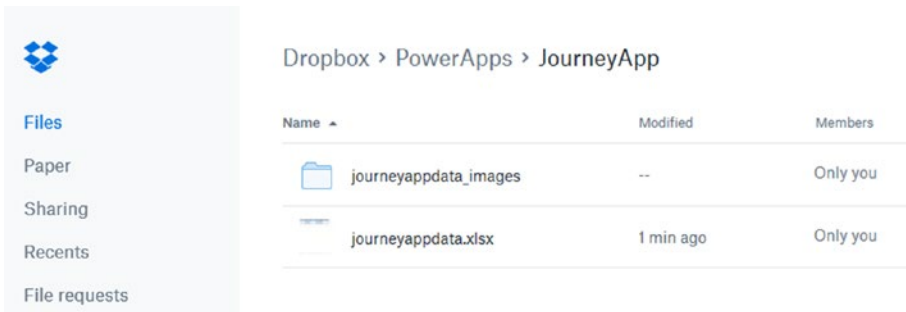 Dropbox > PowerApps > JourneyApp
Files
Name Modified Members
Paper
journeyappdata_images -- Only you
Sharing
journeyappdata.xlsx 1 min ago Only you
Recents
File requests